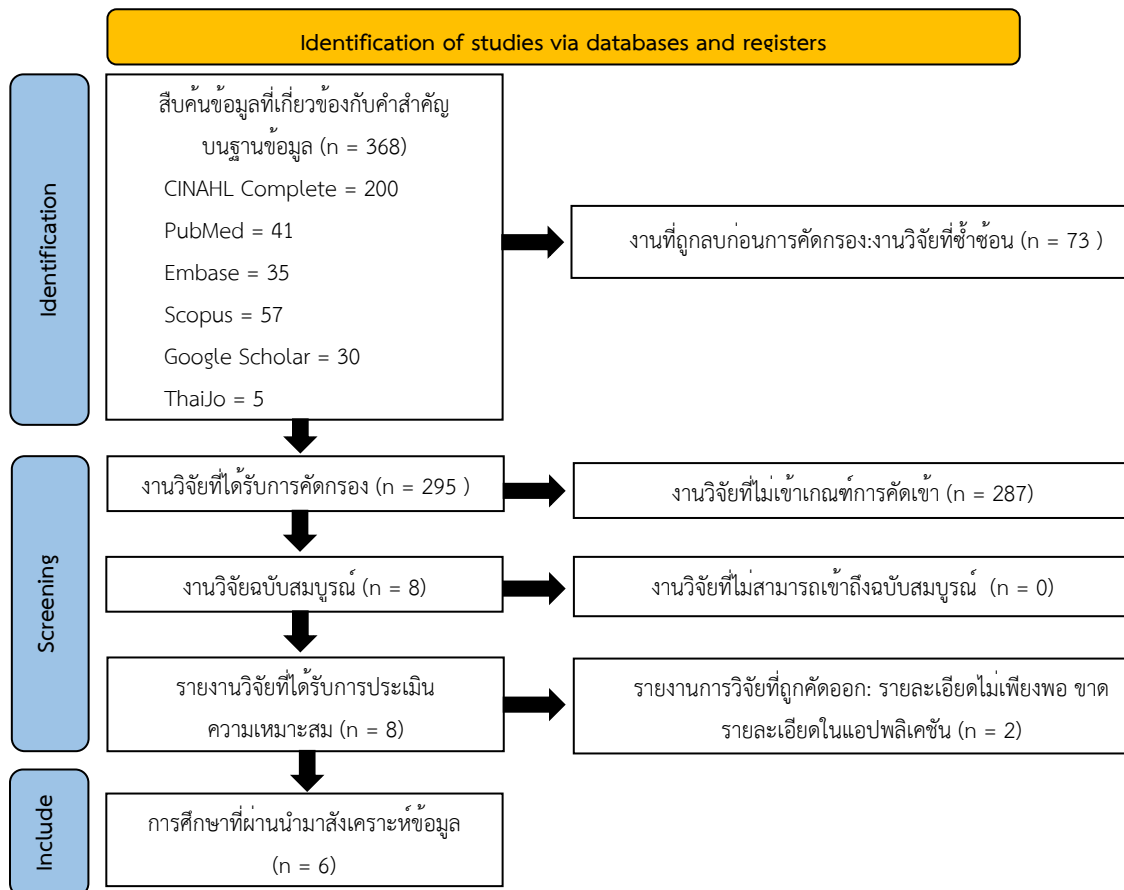 Identification of studies via databases and registers
Identification
สืบค้นข้อมูลที่เกี่ยวข้องกับคำสำคัญ
บนฐานข้อมูล (n = 368)
CINAHL Complete = 200
PubMed = 41
Embase = 35
Scopus = 57
Google Scholar = 30
ThaiJo = 5
งานที่ถูกลบก่อนการคัดกรอง:งานวิจัยที่ซ้ำซ้อน (n = 73 )
Screening
งานวิจัยที่ได้รับการคัดกรอง (n = 295 )
งานวิจัยที่ไม่เข้าเกณฑ์การคัดเข้า (n = 287)
งานวิจัยฉบับสมบูรณ์ (n = 8)
งานวิจัยที่ไม่สามารถเข้าถึงฉบับสมบูรณ์ (n = 0)
รายงานวิจัยที่ได้รับการประเมิน
ความเหมาะสม (n = 8)
รายงานการวิจัยที่ถูกคัดออก: รายละเอียดไม่เพียงพอ ขาด
รายละเอียดในแอปพลิเคชัน (n = 2)
Include
การศึกษาที่ผ่านนำมาสังเคราะห์ข้อมูล
(n = 6)